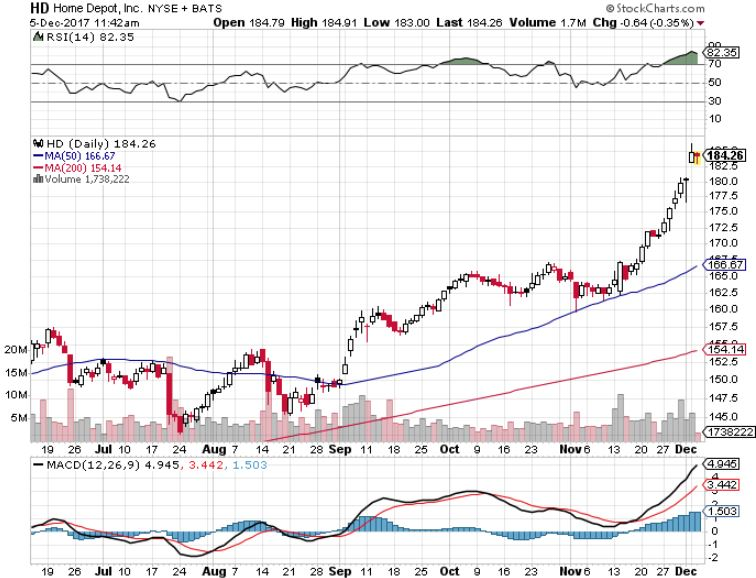 HD Home Depot, Inc. NYSE + BATS © StockCharts.com
5-Dec-2017 11:42am Open 184.79 High 184.91 Low 183.00 Last 184.26 Volume 1.7M Chg -0.64 (-0.35%)
RSI(14) 82.35
90
82.35
70
50
30
10
HD (Daily) 184.26
MA(50) 166.67
MA(200) 154.14
Volume 1,738,222
184.26
182.5
180.0
177.5
175.0
172.5
170.0
166.67
165.0
162.5
160.0
157.5
154.14
152.5
150.0
147.5
145.0
1738222
20M
15M
10M
5M
19 26 Jul 10 17 24 Aug 7 14 21 28 Sep 11 18 25 Oct 9 16 23 Nov 6 13 20 27 Dec
MACD(12,26,9) 4.945, 3.442, 1.503
4.945
3.442
1.503
0
-1
-2
19 26 Jul 10 17 24 Aug 7 14 21 28 Sep 11 18 25 Oct 9 16 23 Nov 6 13 20 27 Dec